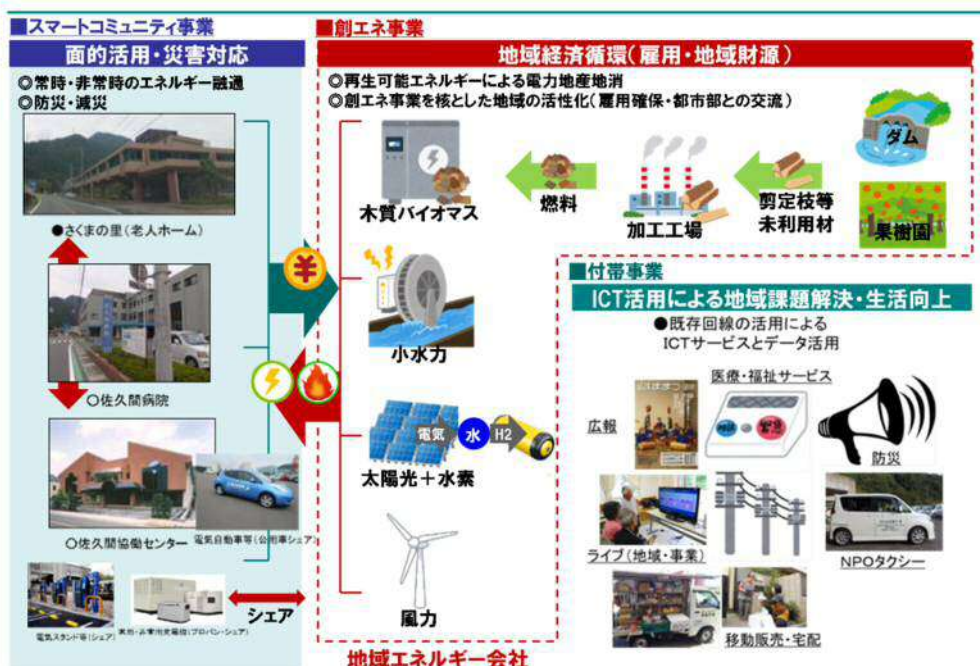 ■スマートコミュニティ事業
面的活用・災害対応
◎常時・非常時のエネルギー融通
◎防災・減災
●さくまの里(老人ホーム)
○佐久間病院
○佐久間協働センター
電気自動車等(公用車シェア)
電気スタンド等(シェア)
シェア
¥
■創エネ事業
地域経済循環(雇用・地域財源)
◎再生可能エネルギーによる電力地産地消
◎創エネ事業を核とした地域の活性化(雇用確保・都市部との交流)
木質バイオマス
燃料
加工工場
剪定枝等
未利用材
ダム
果樹園
小水力
電気
水
H2
太陽光+水素
風力
地域エネルギー会社
■付帯事業
ICT活用による地域課題解決・生活向上
●既存回線の活用による
ICTサービスとデータ活用
医療・福祉サービス
広報
相談
緊急
防災
ライブ(地域・事業)
NPOタクシー
移動販売・宅配